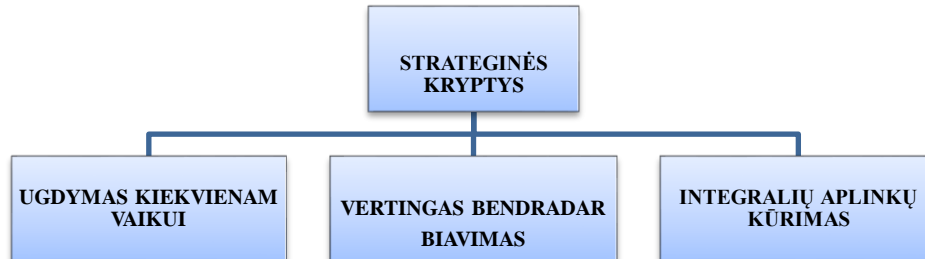 STRATEGINĖS
KRYPTYS
UGDYMAS KIEKVIENAM
VAIKUI
VERTINGAS BENDRADAR
BIAVIMAS
INTEGRALIŲ APLINKŲ
KŪRIMAS